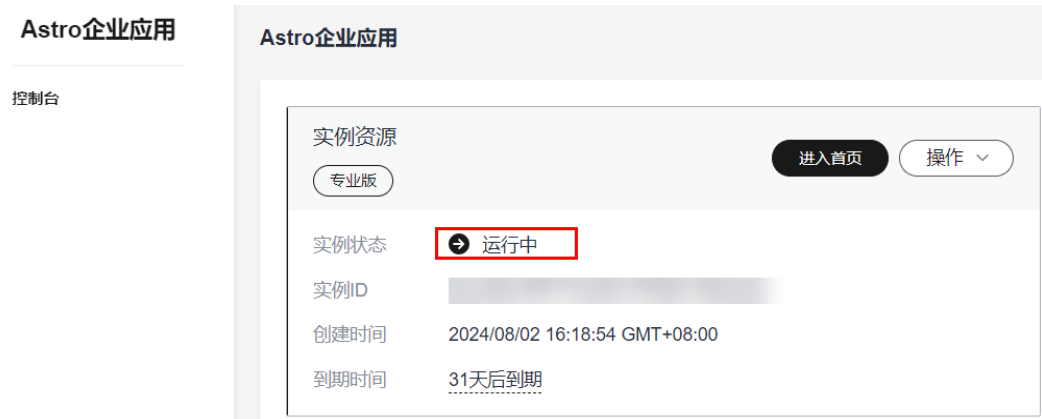 Astro企业应用
控制台
Astro企业应用
实例资源
专业版
进入首页
操作
实例状态
运行中
实例ID
创建时间
2024/08/02 16:18:54 GMT+08:00
到期时间
31天后到期